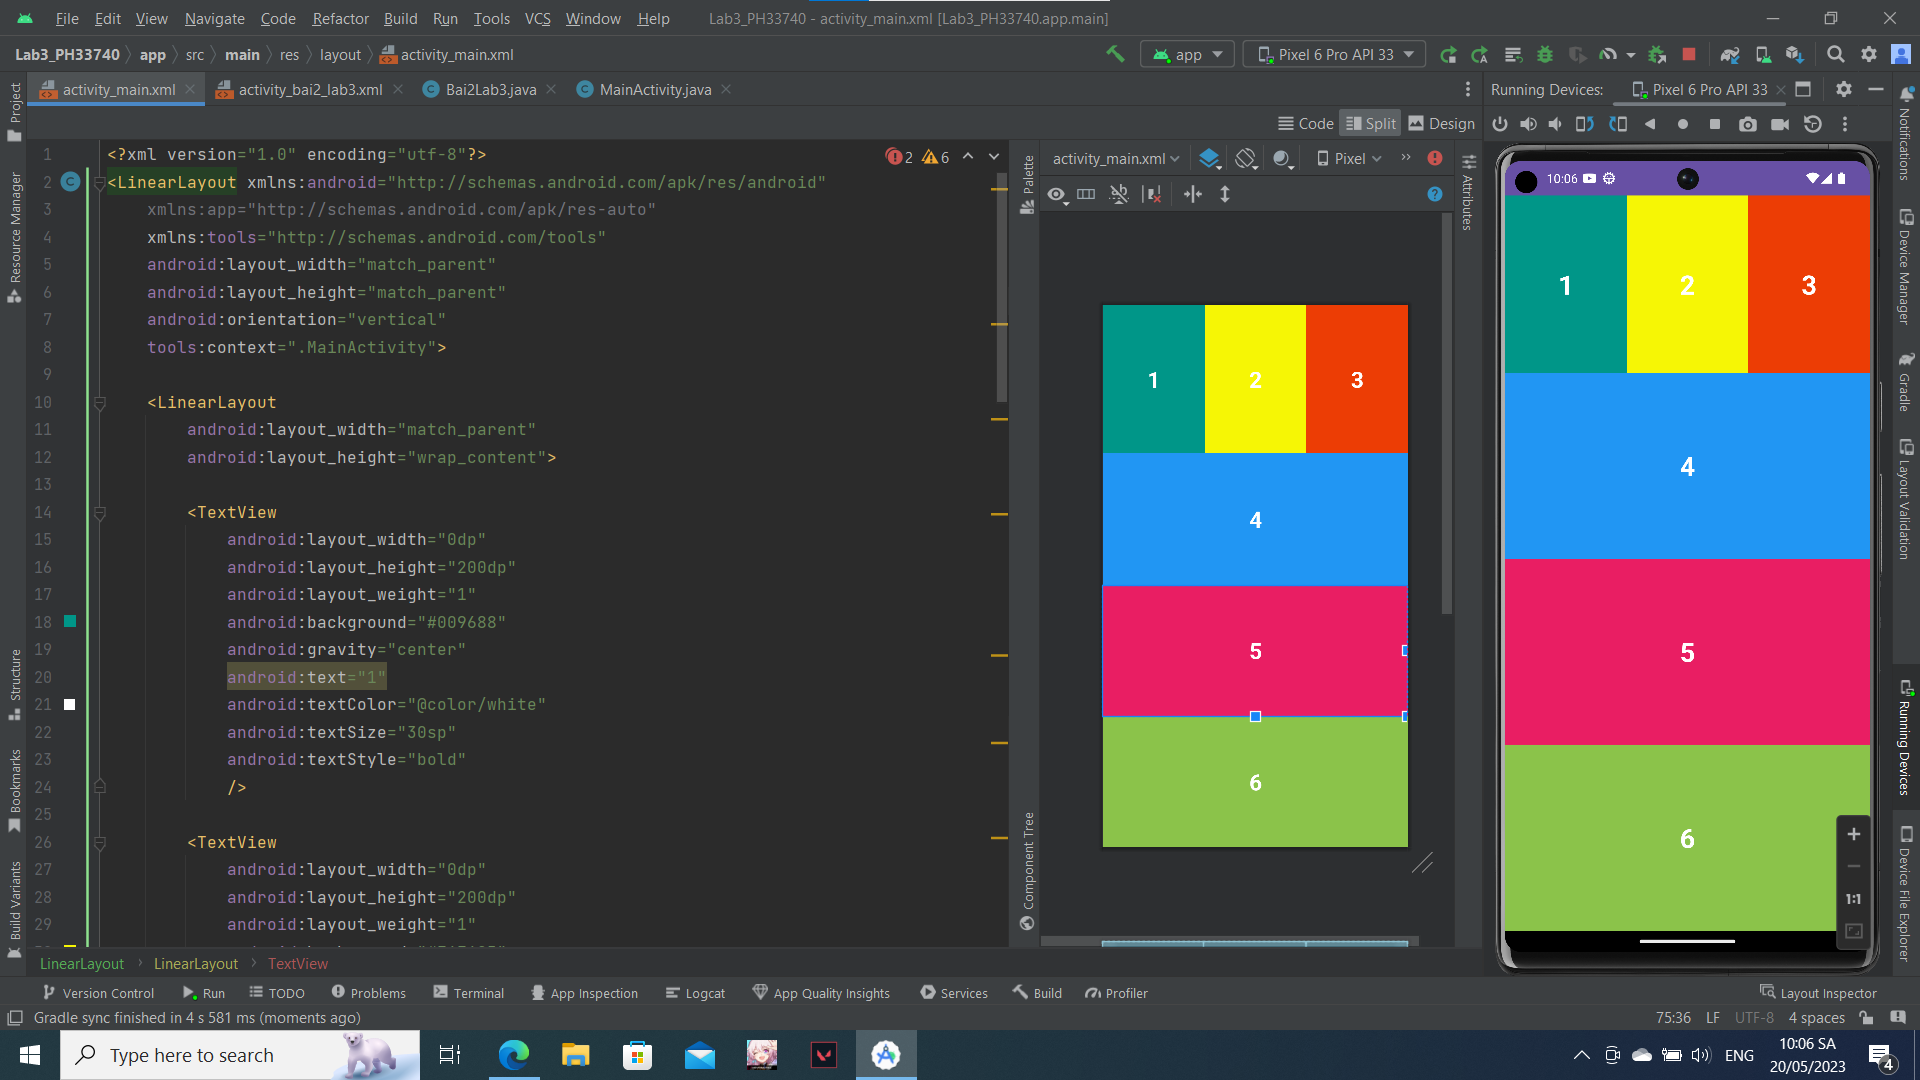 File Edit View Navigate Code Refactor Build Run Tools VCS Window Help Lab3_PH33740 - activity_main.xml [Lab3_PH33740.app.main]
Lab3_PH33740 app src main res layout activity_main.xml app Pixel 6 Pro API 33
activity_main.xml activity_bai2_lab3.xml Bai2Lab3.java MainActivity.java Running Devices: Pixel 6 Pro API 33
Code Split Design
1 <?xml version="1.0" encoding="utf-8"?>
2 6
2 <LinearLayout xmlns:android="http://schemas.android.com/apk/res/android"
3 xmlns:app="http://schemas.android.com/apk/res-auto"
4 xmlns:tools="http://schemas.android.com/tools"
5 android:layout_width="match_parent"
6 android:layout_height="match_parent"
7 android:orientation="vertical"
8 tools:context=".MainActivity">
9
10 <LinearLayout
11 android:layout_width="match_parent"
12 android:layout_height="wrap_content">
13
14 <TextView
15 android:layout_width="0dp"
16 android:layout_height="200dp"
17 android:layout_weight="1"
18 android:background="#009688"
19 android:gravity="center"
20 android:text="1"
21 android:textColor="@color/white"
22 android:textSize="30sp"
23 android:textStyle="bold"
24 />
25
26 <TextView
27 android:layout_width="0dp"
28 android:layout_height="200dp"
29 android:layout_weight="1"
Project
Resource Manager
Structure
Bookmarks
Build Variants
Palette
Component Tree
activity_main.xml Pixel
1 2 3
4
5
6
Attributes
10:06
1 2 3
4
5
6
1:1
Notifications
Device Manager
Gradle
Layout Validation
Running Devices
Device File Explorer
LinearLayout LinearLayout TextView
Version Control Run TODO Problems Terminal App Inspection Logcat App Quality Insights Services Build Profiler Layout Inspector
Gradle sync finished in 4 s 581 ms (moments ago) 75:36 LF UTF-8 4 spaces
Type here to search
ENG
10:06 SA
20/05/2023
4